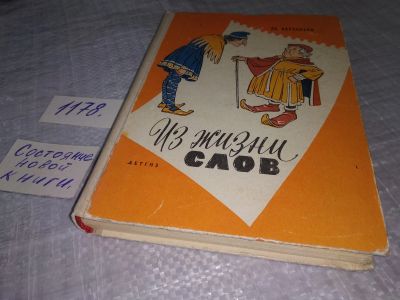 1178.
Состояние
новой
книги.
Из жизни
СЛОВ
ДЕТГИЗ